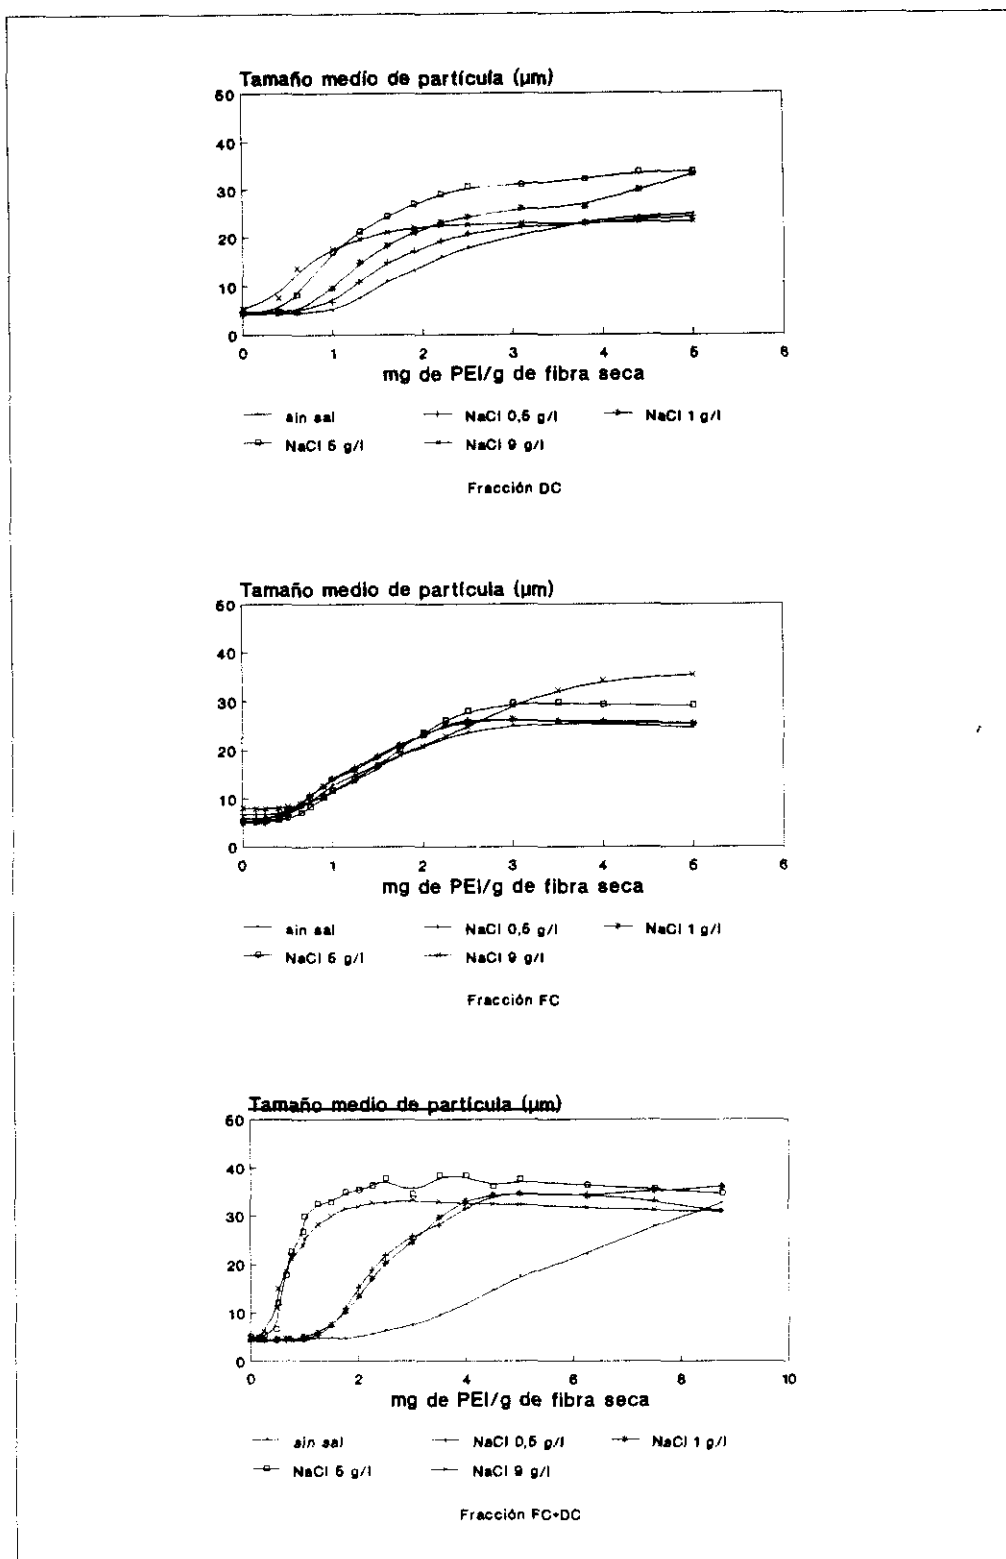 Tamaño medio de partícula (µm)
50
40
30
20
10
0
0 1 2 3 4 5 6
mg de PEI/g de fibra seca
sin sal NaCl 0,5 g/l NaCl 1 g/l
NaCl 5 g/l NaCl 9 g/l
Fracción DC
Tamaño medio de partícula (µm)
50
40
30
20
10
0
0 1 2 3 4 5 6
mg de PEI/g de fibra seca
sin sal NaCl 0,5 g/l NaCl 1 g/l
NaCl 5 g/l NaCl 9 g/l
Fracción FC
Tamaño medio de partícula (µm)
50
40
30
20
10
0
0 2 4 6 8 10
mg de PEI/g de fibra seca
sin sal NaCl 0,5 g/l NaCl 1 g/l
NaCl 5 g/l NaCl 9 g/l
Fracción FC+DC